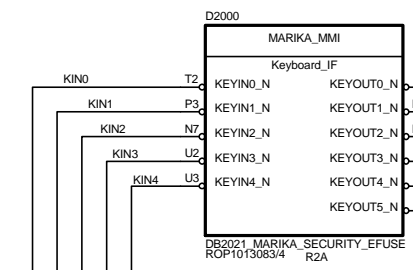 D2000
MARIKA_MMI
Keyboard_IF
KIN0 T2 KEYIN0_N KEYOUT0_N
KIN1 P3 KEYIN1_N KEYOUT1_N
KIN2 N7 KEYIN2_N KEYOUT2_N
KIN3 U2 KEYIN3_N KEYOUT3_N
KIN4 U3 KEYIN4_N KEYOUT4_N
KEYOUT5_N
DB2021_MARIKA_SECURITY_EFUSE
ROP1013083/4 R2A